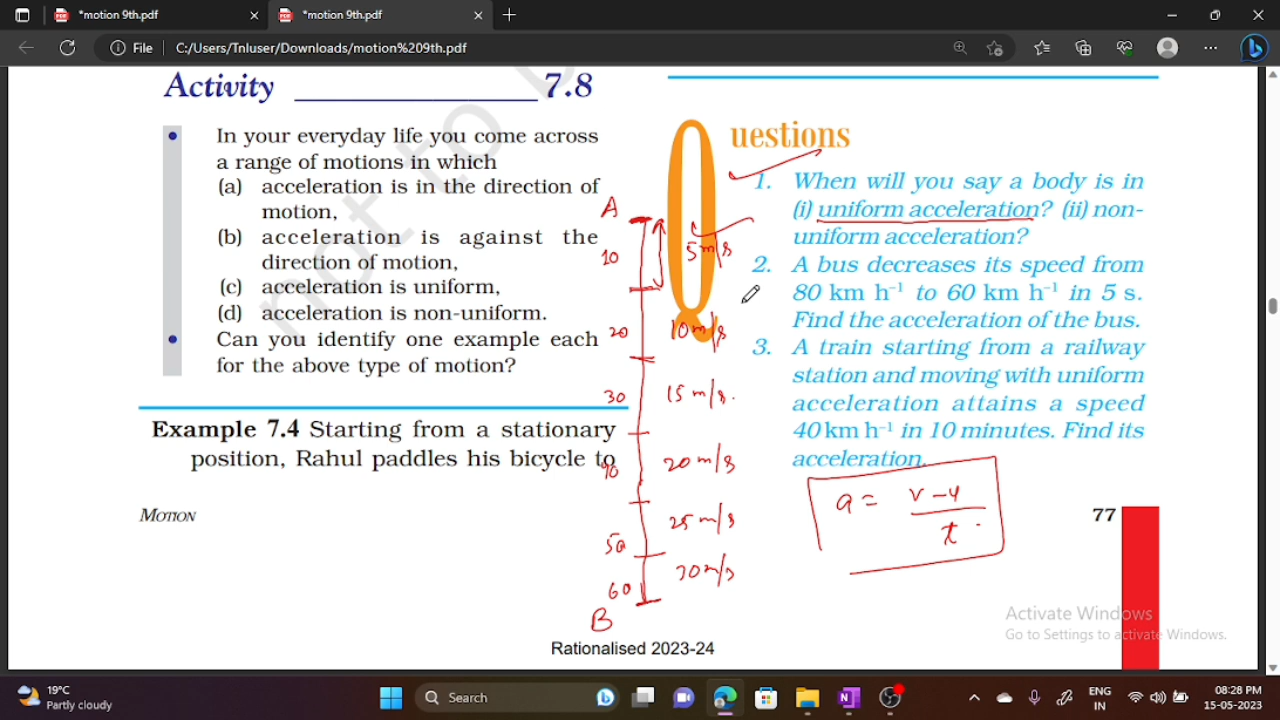 *motion 9th.pdf
*motion 9th.pdf
File
C:/Users/Tnluser/Downloads/motion%209th.pdf
Activity 7.8
In your everyday life you come across
a range of motions in which
(a) acceleration is in the direction of
motion,
(b) acceleration is against the
direction of motion,
(c) acceleration is uniform,
(d) acceleration is non-uniform.
Can you identify one example each
for the above type of motion?
Example 7.4 Starting from a stationary
position, Rahul paddles his bicycle to
MOTION
not to b
A
10
20
30
50
60
B
5m/s
10m/s
15 m/s.
20 m/s
25 m/s
Questions
1. When will you say a body is in
(i) uniform acceleration? (ii) non-
uniform acceleration?
2. A bus decreases its speed from
80 km h⁻¹ to 60 km h⁻¹ in 5 s.
Find the acceleration of the bus.
3. A train starting from a railway
station and moving with uniform
acceleration attains a speed
40 km h⁻¹ in 10 minutes. Find its
acceleration.
a = v-u
t
77
Rationalised 2023-24
Activate Windows
Go to Settings to activate Windows.
19°C
Partly cloudy
Search
ENG
IN
08:28 PM
15-05-2023